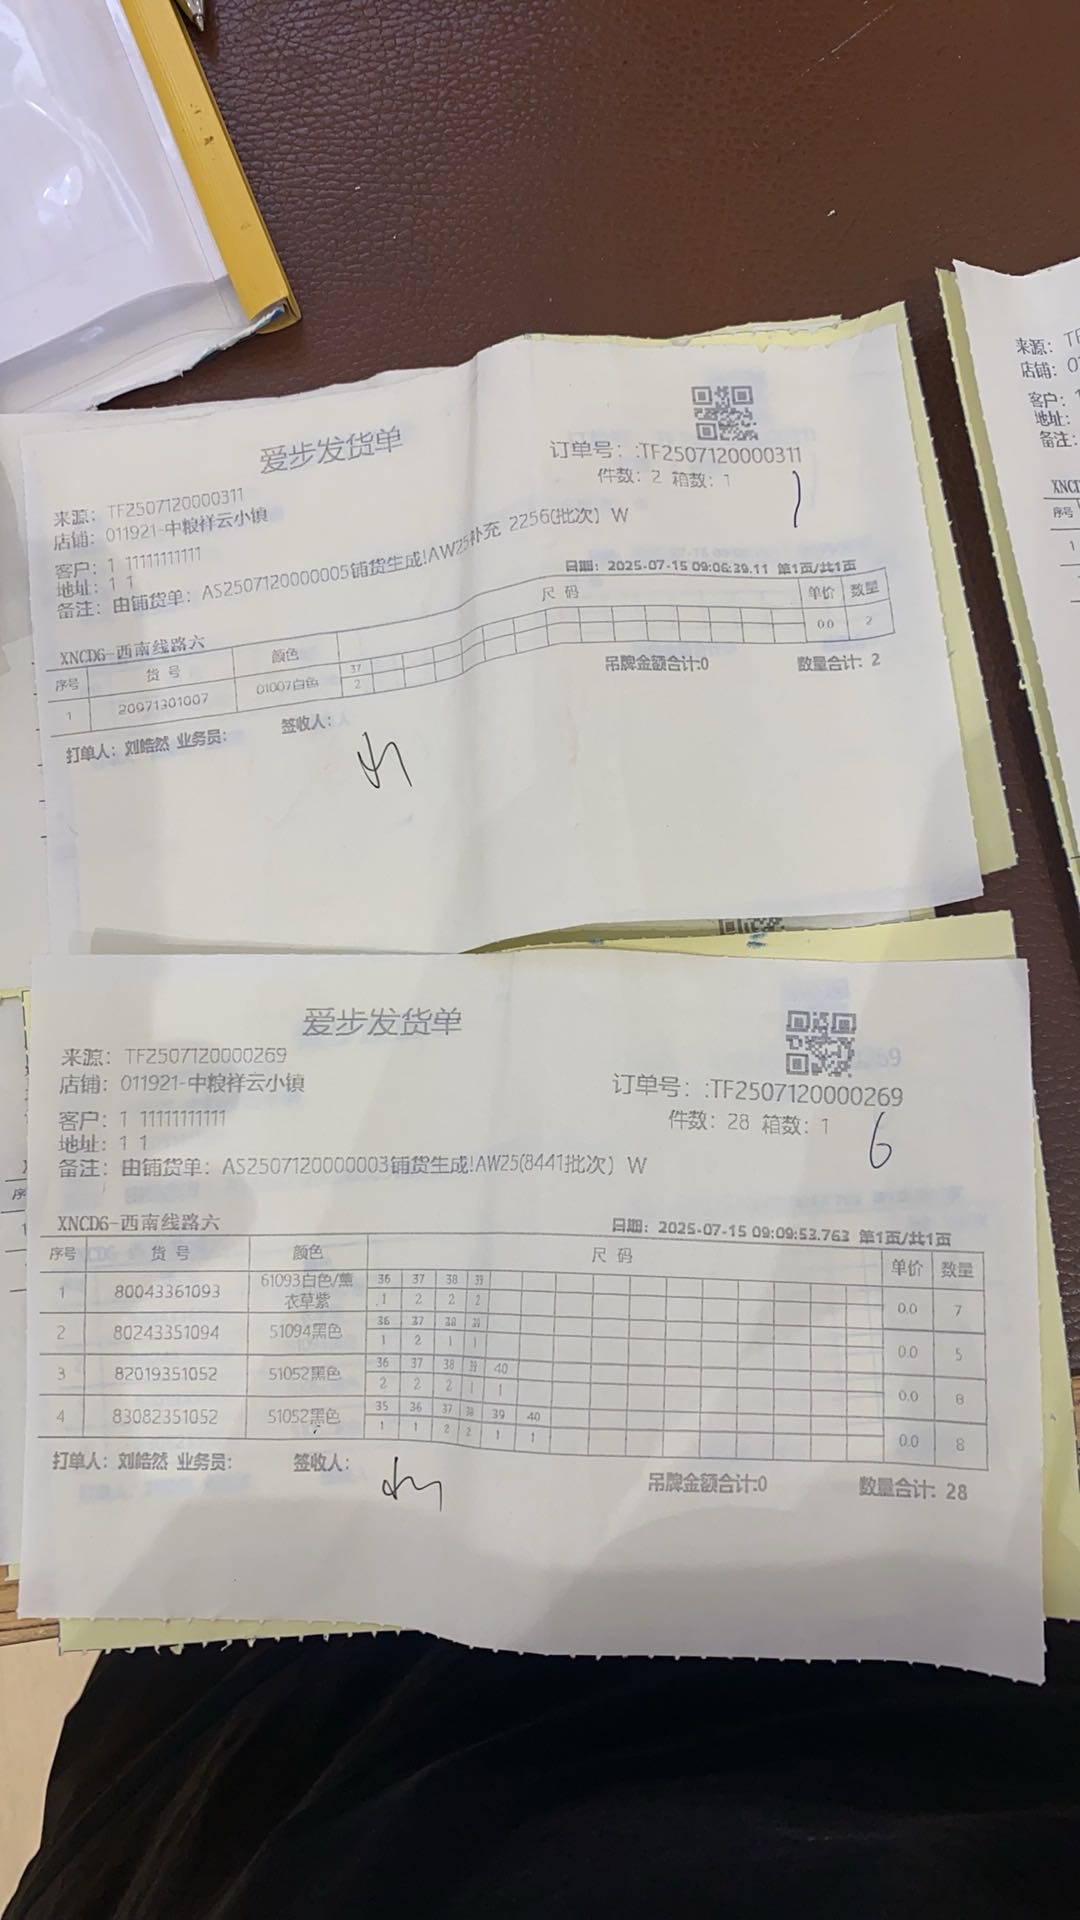 爱步发货单
订单号：:TF2507120000311
件数：2 箱数：1
1
来源：TF2507120000311
店铺：011921-中粮祥云小镇
客户：1 11111111111
地址：1 1
备注：由铺货单：AS2507120000005铺货生成!AW25补充 2256(批次) W
日期：2025-07-15 09:06:39.11 第1页/共1页
XNCD6-西南线路六
序号 货号 颜色 尺码 单价 数量
37
1 20971301007 01007白色 2 0.0 2
吊牌金额合计:0 数量合计: 2
打单人：刘皓然 业务员： 签收人：
爱步发货单
来源：TF2507120000269
店铺：011921-中粮祥云小镇
订单号：:TF2507120000269
件数：28 箱数：1
6
客户：1 11111111111
地址：1 1
备注：由铺货单：AS2507120000003铺货生成!AW25(8441批次) W
XNCD6-西南线路六
日期：2025-07-15 09:09:53.763 第1页/共1页
序号 货号 颜色 尺码 单价 数量
36 37 38 39
1 80043361093 61093白色/薰衣草紫 1 2 2 2 0.0 7
36 37 38 39
2 80243351094 51094黑色 1 2 1 1 0.0 5
36 37 38 39 40
3 82019351052 51052黑色 2 2 2 1 1 0.0 8
35 36 37 38 39 40
4 83082351052 51052黑色 1 1 2 2 1 1 0.0 8
打单人：刘皓然 业务员： 签收人：
吊牌金额合计:0 数量合计: 28
来源：
店铺：
客户：
地址：
备注：
序号
1